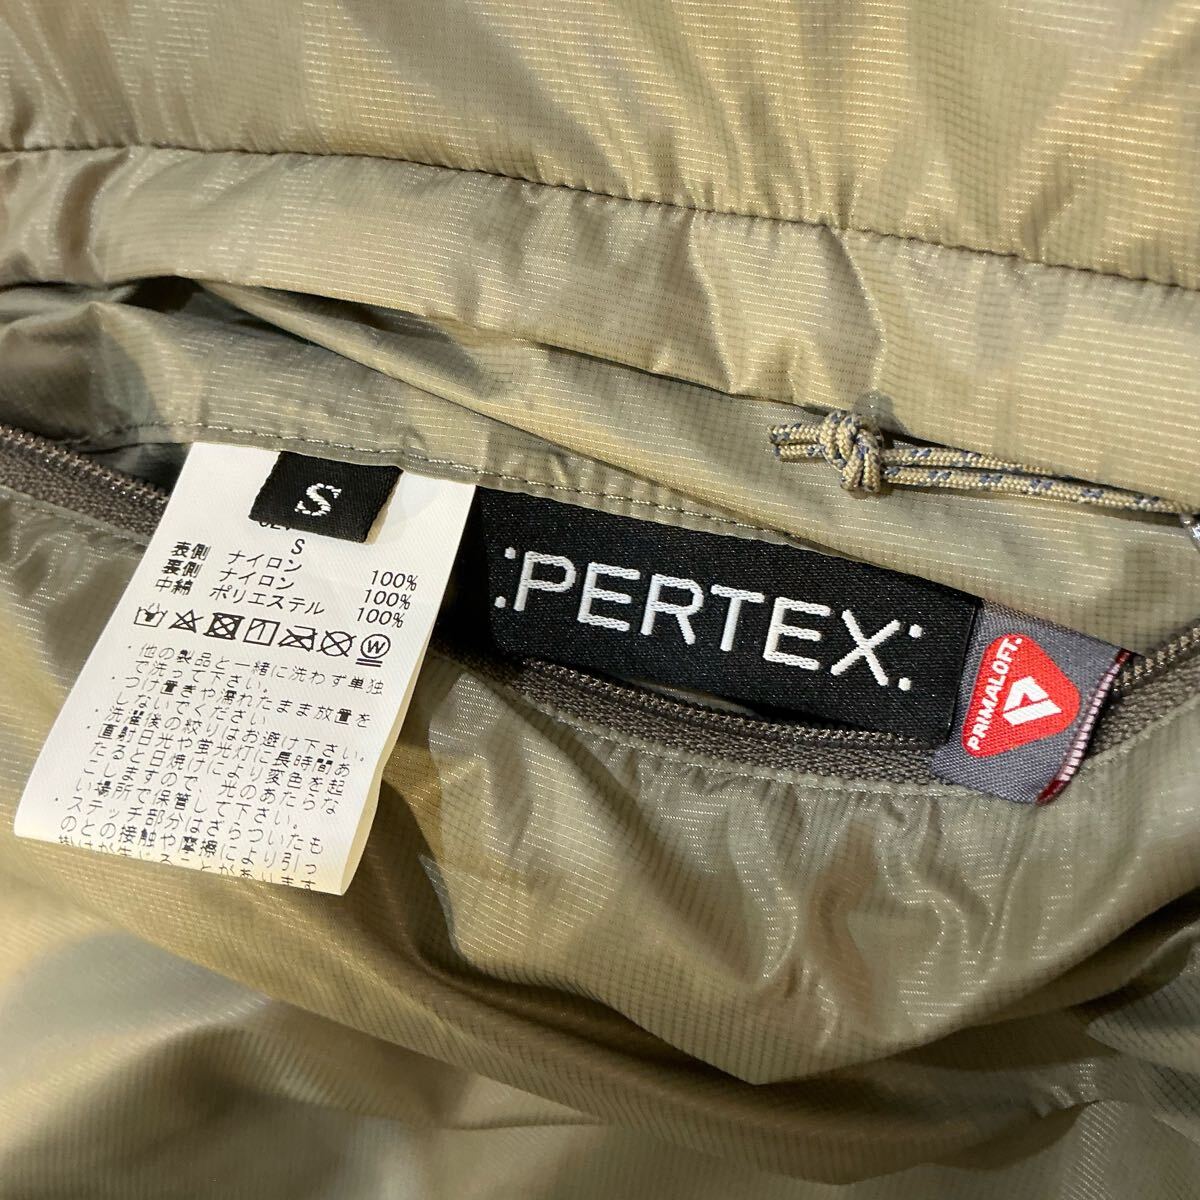 S
S
表側 ナイロン 100%
裏側 ナイロン 100%
中綿 ポリエステル 100%
W
・他の製品と一緒に洗わず単独
で洗って下さい。
・つけ置きや濡れたまま放置を
しないでください
・洗濯後の絞りはお避け下さい。
・直射日光や蛍光灯に長時間あ
たると日焼けにより変色を起
こしますので、光のあたらな
い場所で保管して下さい。
・ステッチ部分はざらついたも
のとの接触や摩擦により引っ
:PERTEX:
PRIMALOFT